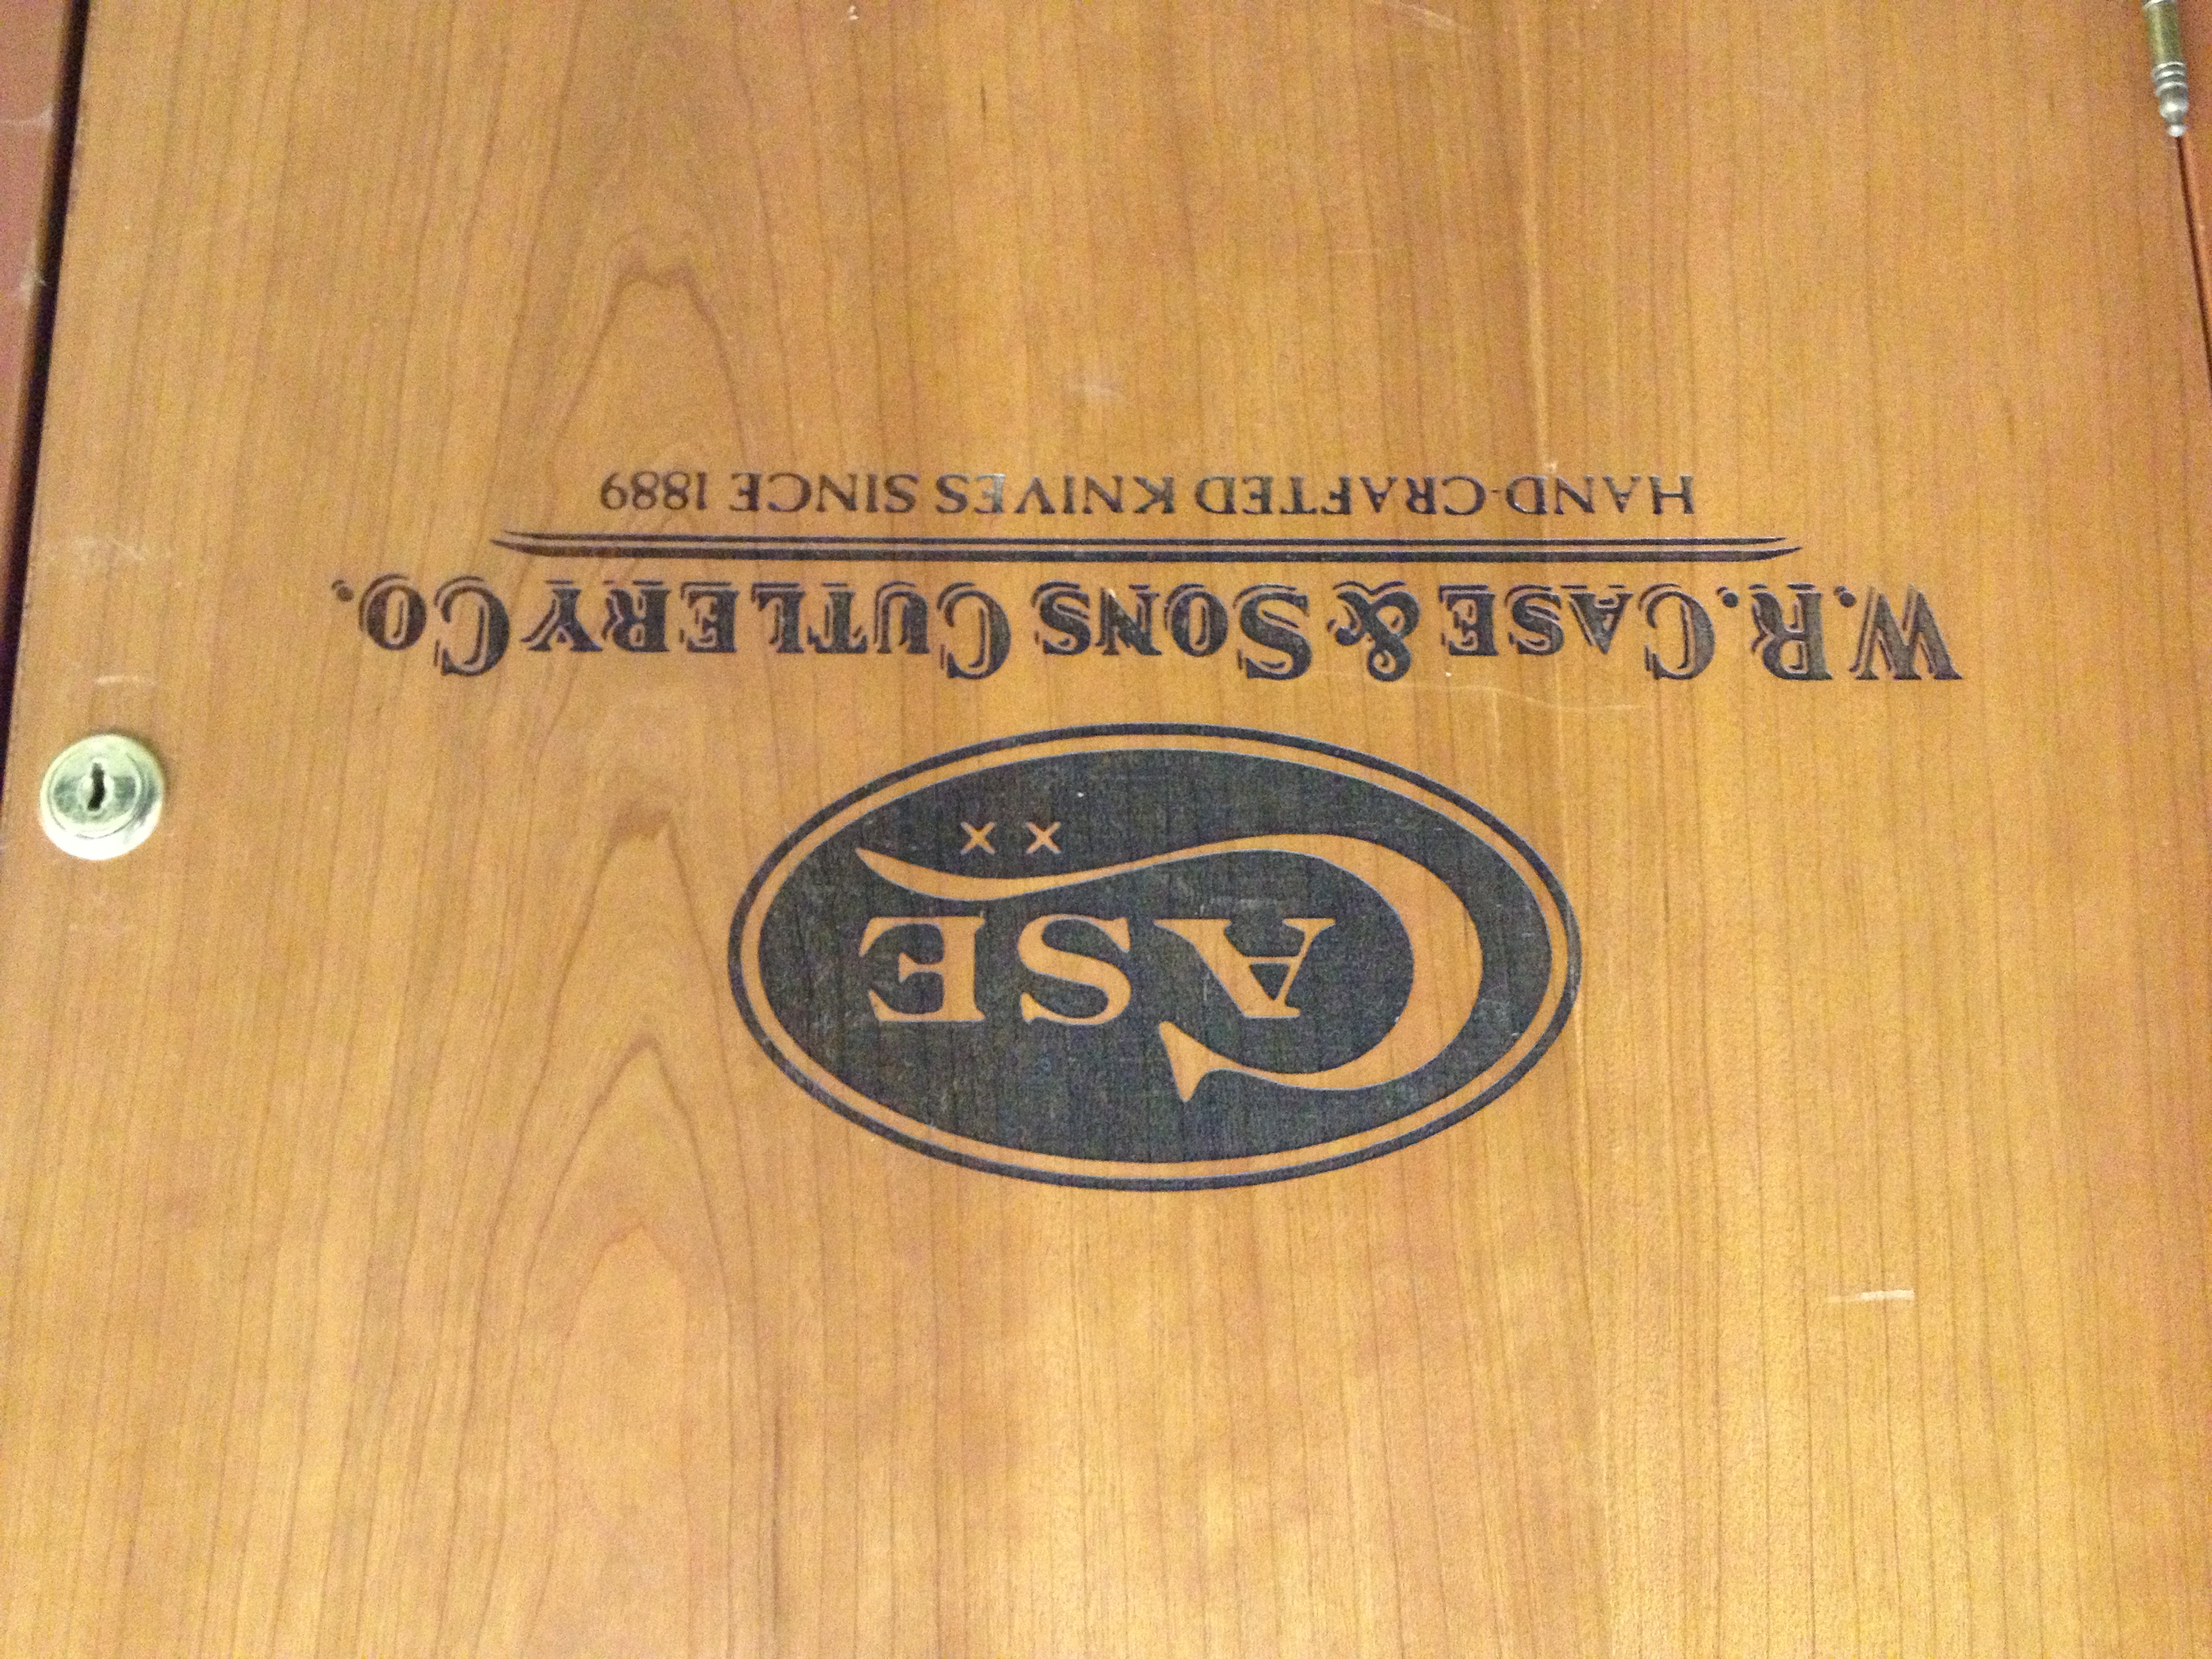 CASE
XX
W.R. CASE & SONS CUTLERY CO.
HAND-CRAFTED KNIVES SINCE 1889